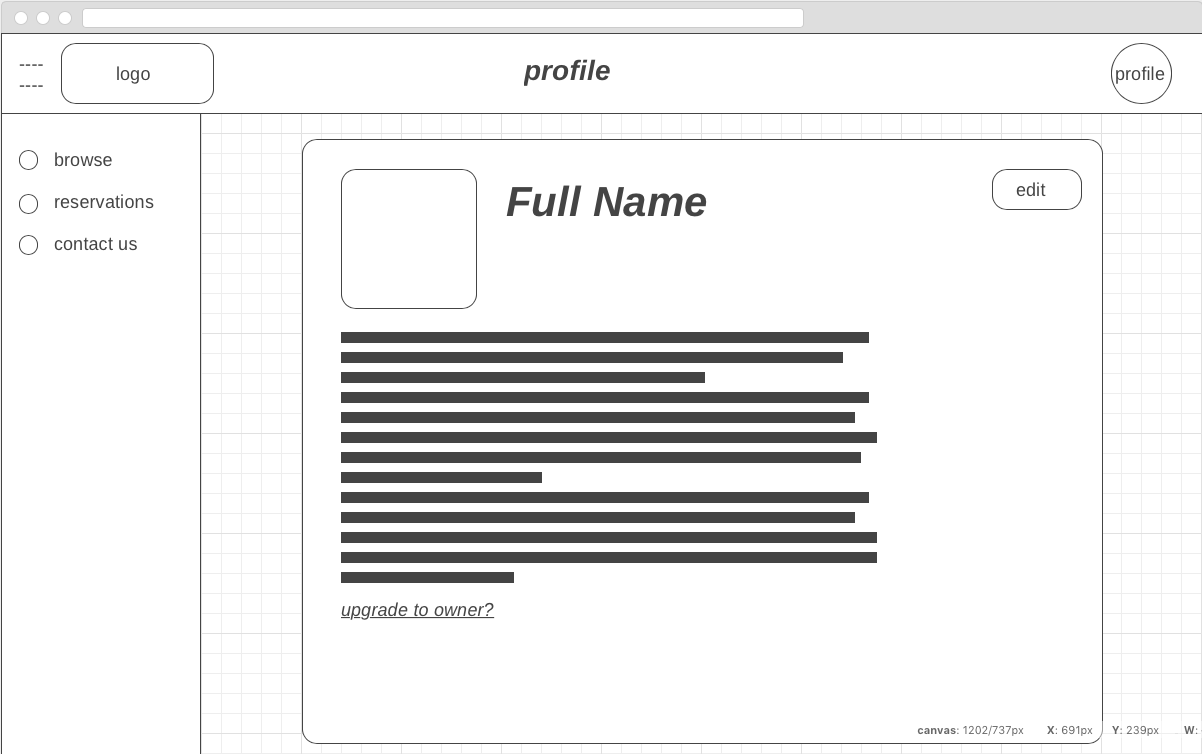 ----
----
logo
profile
profile
browse
reservations
contact us
Full Name
edit
upgrade to owner?
canvas: 1202/737px X: 691px Y: 239px W: